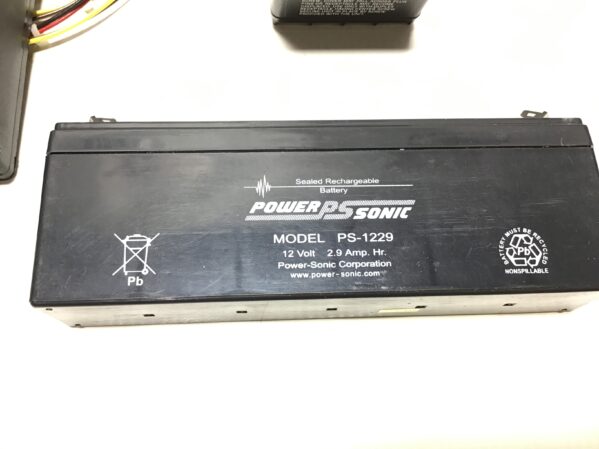 Sealed Rechargeable
Battery
POWER PS SONIC
MODEL PS-1229
12 Volt 2.9 Amp. Hr.
Power-Sonic Corporation
www.power-sonic.com
Pb
BATTERY MUST BE RECYCLED
Pb
NONSPILLABLE